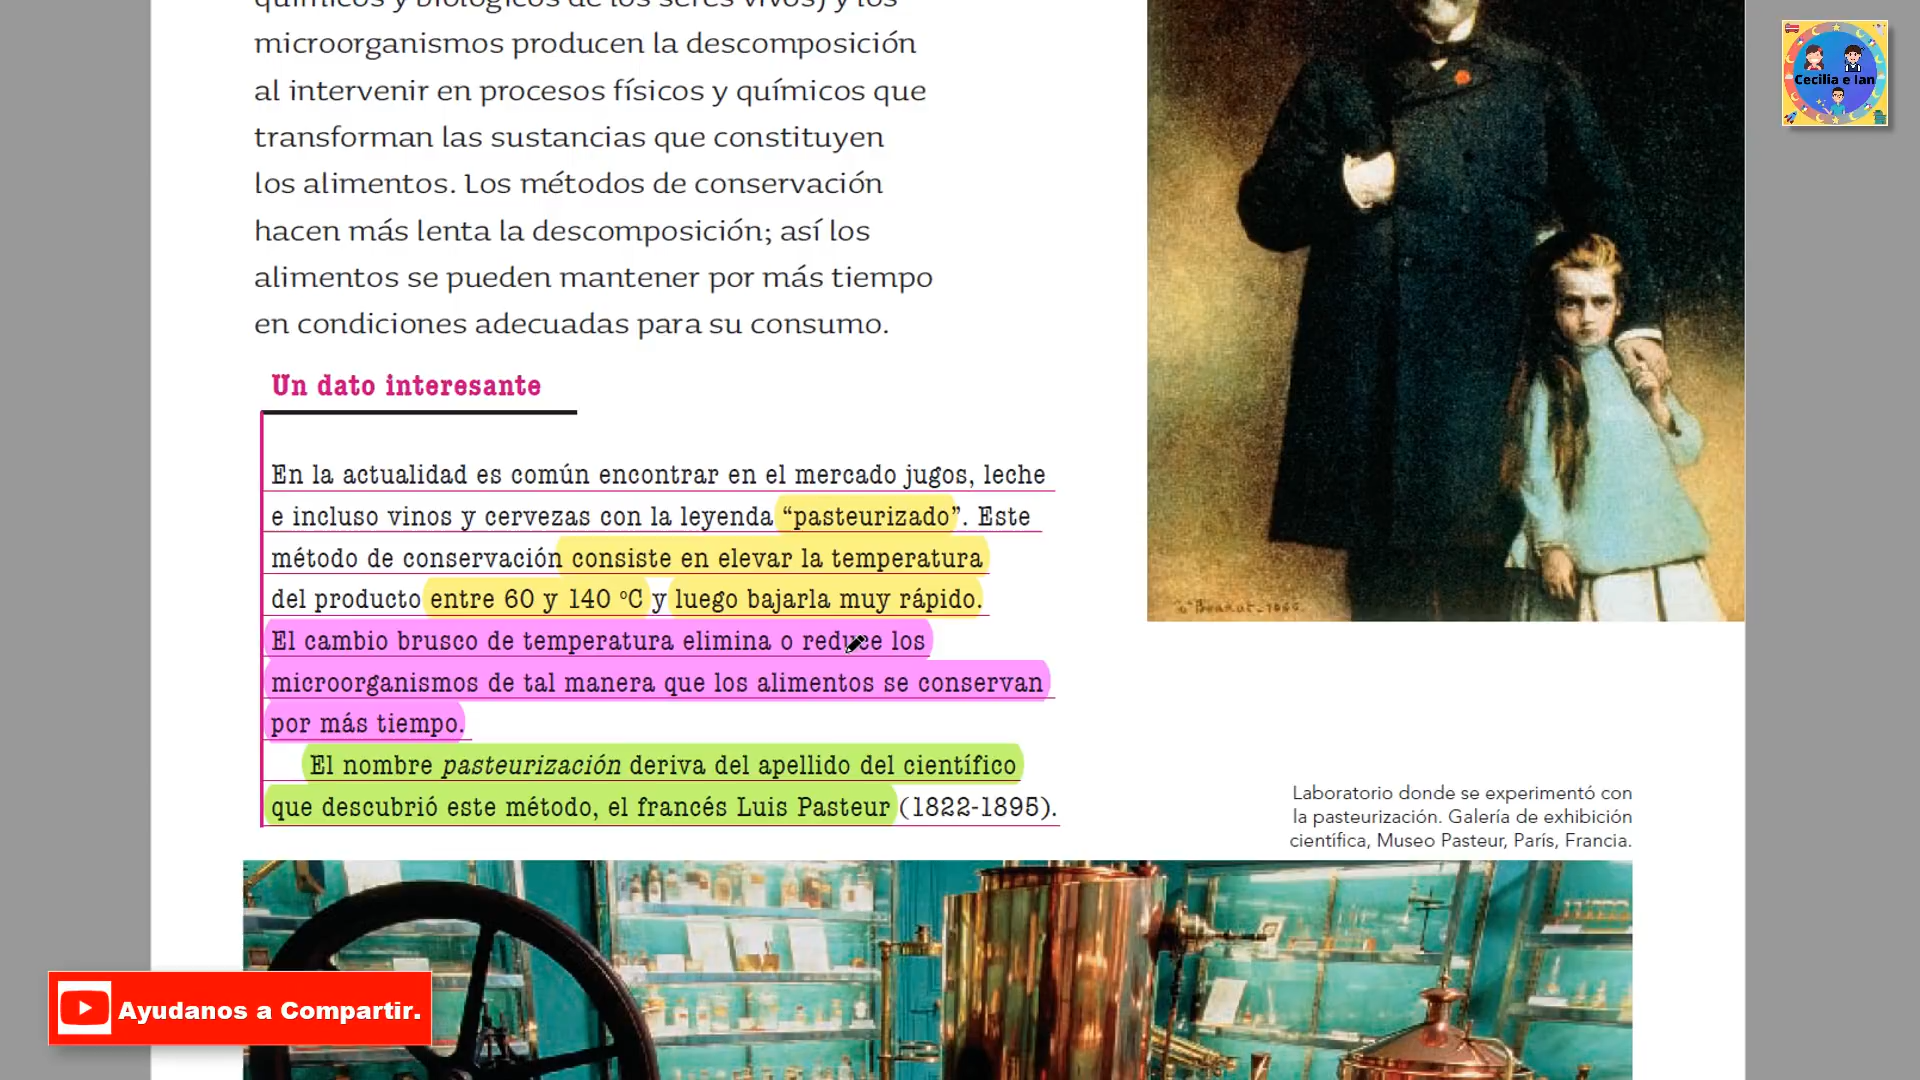 químicos y biológicos de los seres vivos) y los
microorganismos producen la descomposición
al intervenir en procesos físicos y químicos que
transforman las sustancias que constituyen
los alimentos. Los métodos de conservación
hacen más lenta la descomposición; así los
alimentos se pueden mantener por más tiempo
en condiciones adecuadas para su consumo.
Un dato interesante
En la actualidad es común encontrar en el mercado jugos, leche
e incluso vinos y cervezas con la leyenda “pasteurizado”. Este
método de conservación consiste en elevar la temperatura
del producto entre 60 y 140 °C y luego bajarla muy rápido.
El cambio brusco de temperatura elimina o reduce los
microorganismos de tal manera que los alimentos se conservan
por más tiempo.
El nombre pasteurización deriva del apellido del científico
que descubrió este método, el francés Luis Pasteur (1822-1895).
Laboratorio donde se experimentó con
la pasteurización. Galería de exhibición
científica, Museo Pasteur, París, Francia.
Cecilia e Ian
Ayudanos a Compartir.